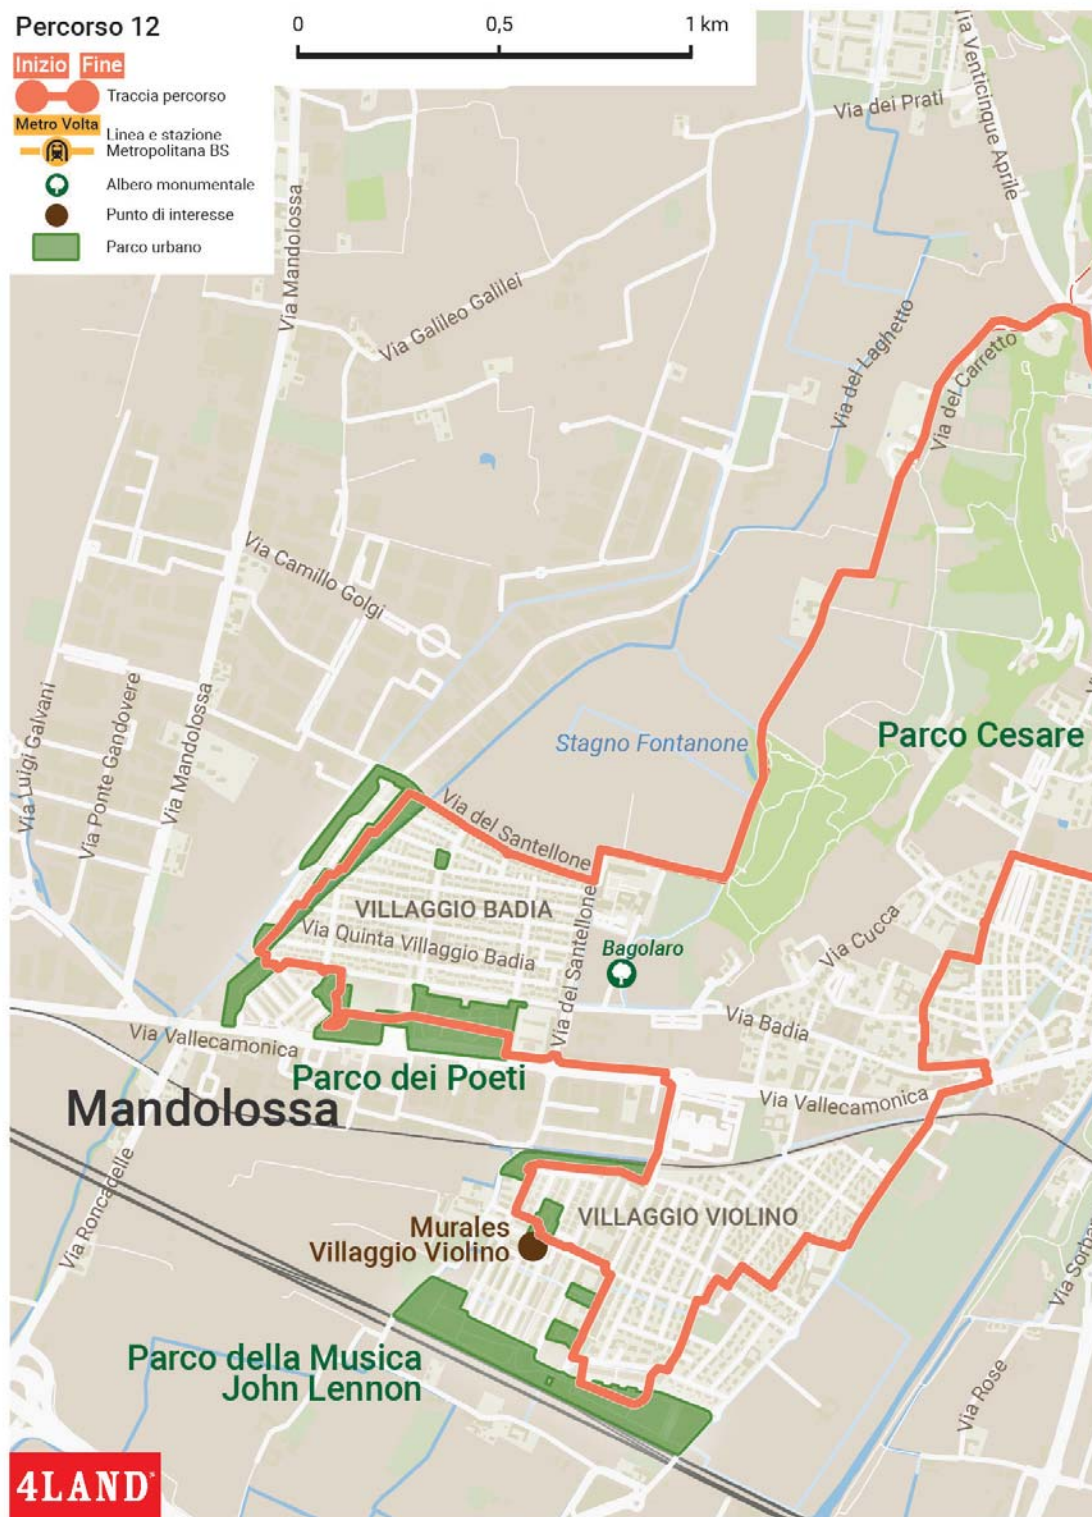 Percorso 12
0 0,5 1 km
Inizio Fine
Traccia percorso
Metro Volta
Linea e stazione
Metropolitana BS
Albero monumentale
Punto di interesse
Parco urbano
Via Venticinque Aprile
Via dei Prati
Via Mandolossa
Via Galileo Galilei
Via del Laghetto
Via del Carretto
Via Camillo Golgi
Via Luigi Galvani
Via Ponte Gandovere
Via Mandolossa
Stagno Fontanone
Parco Cesare
Via del Santellone
VILLAGGIO BADIA
Via Quinta Villaggio Badia
Via del Santellone
Bagolaro
Via Cucca
Via Badia
Via Vallecamonica
Parco dei Poeti
Via Vallecamonica
Mandolossa
Via Roncadelle
VILLAGGIO VIOLINO
Murales
Villaggio Violino
Via Sorba
Parco della Musica
John Lennon
Via Rose
4LAND